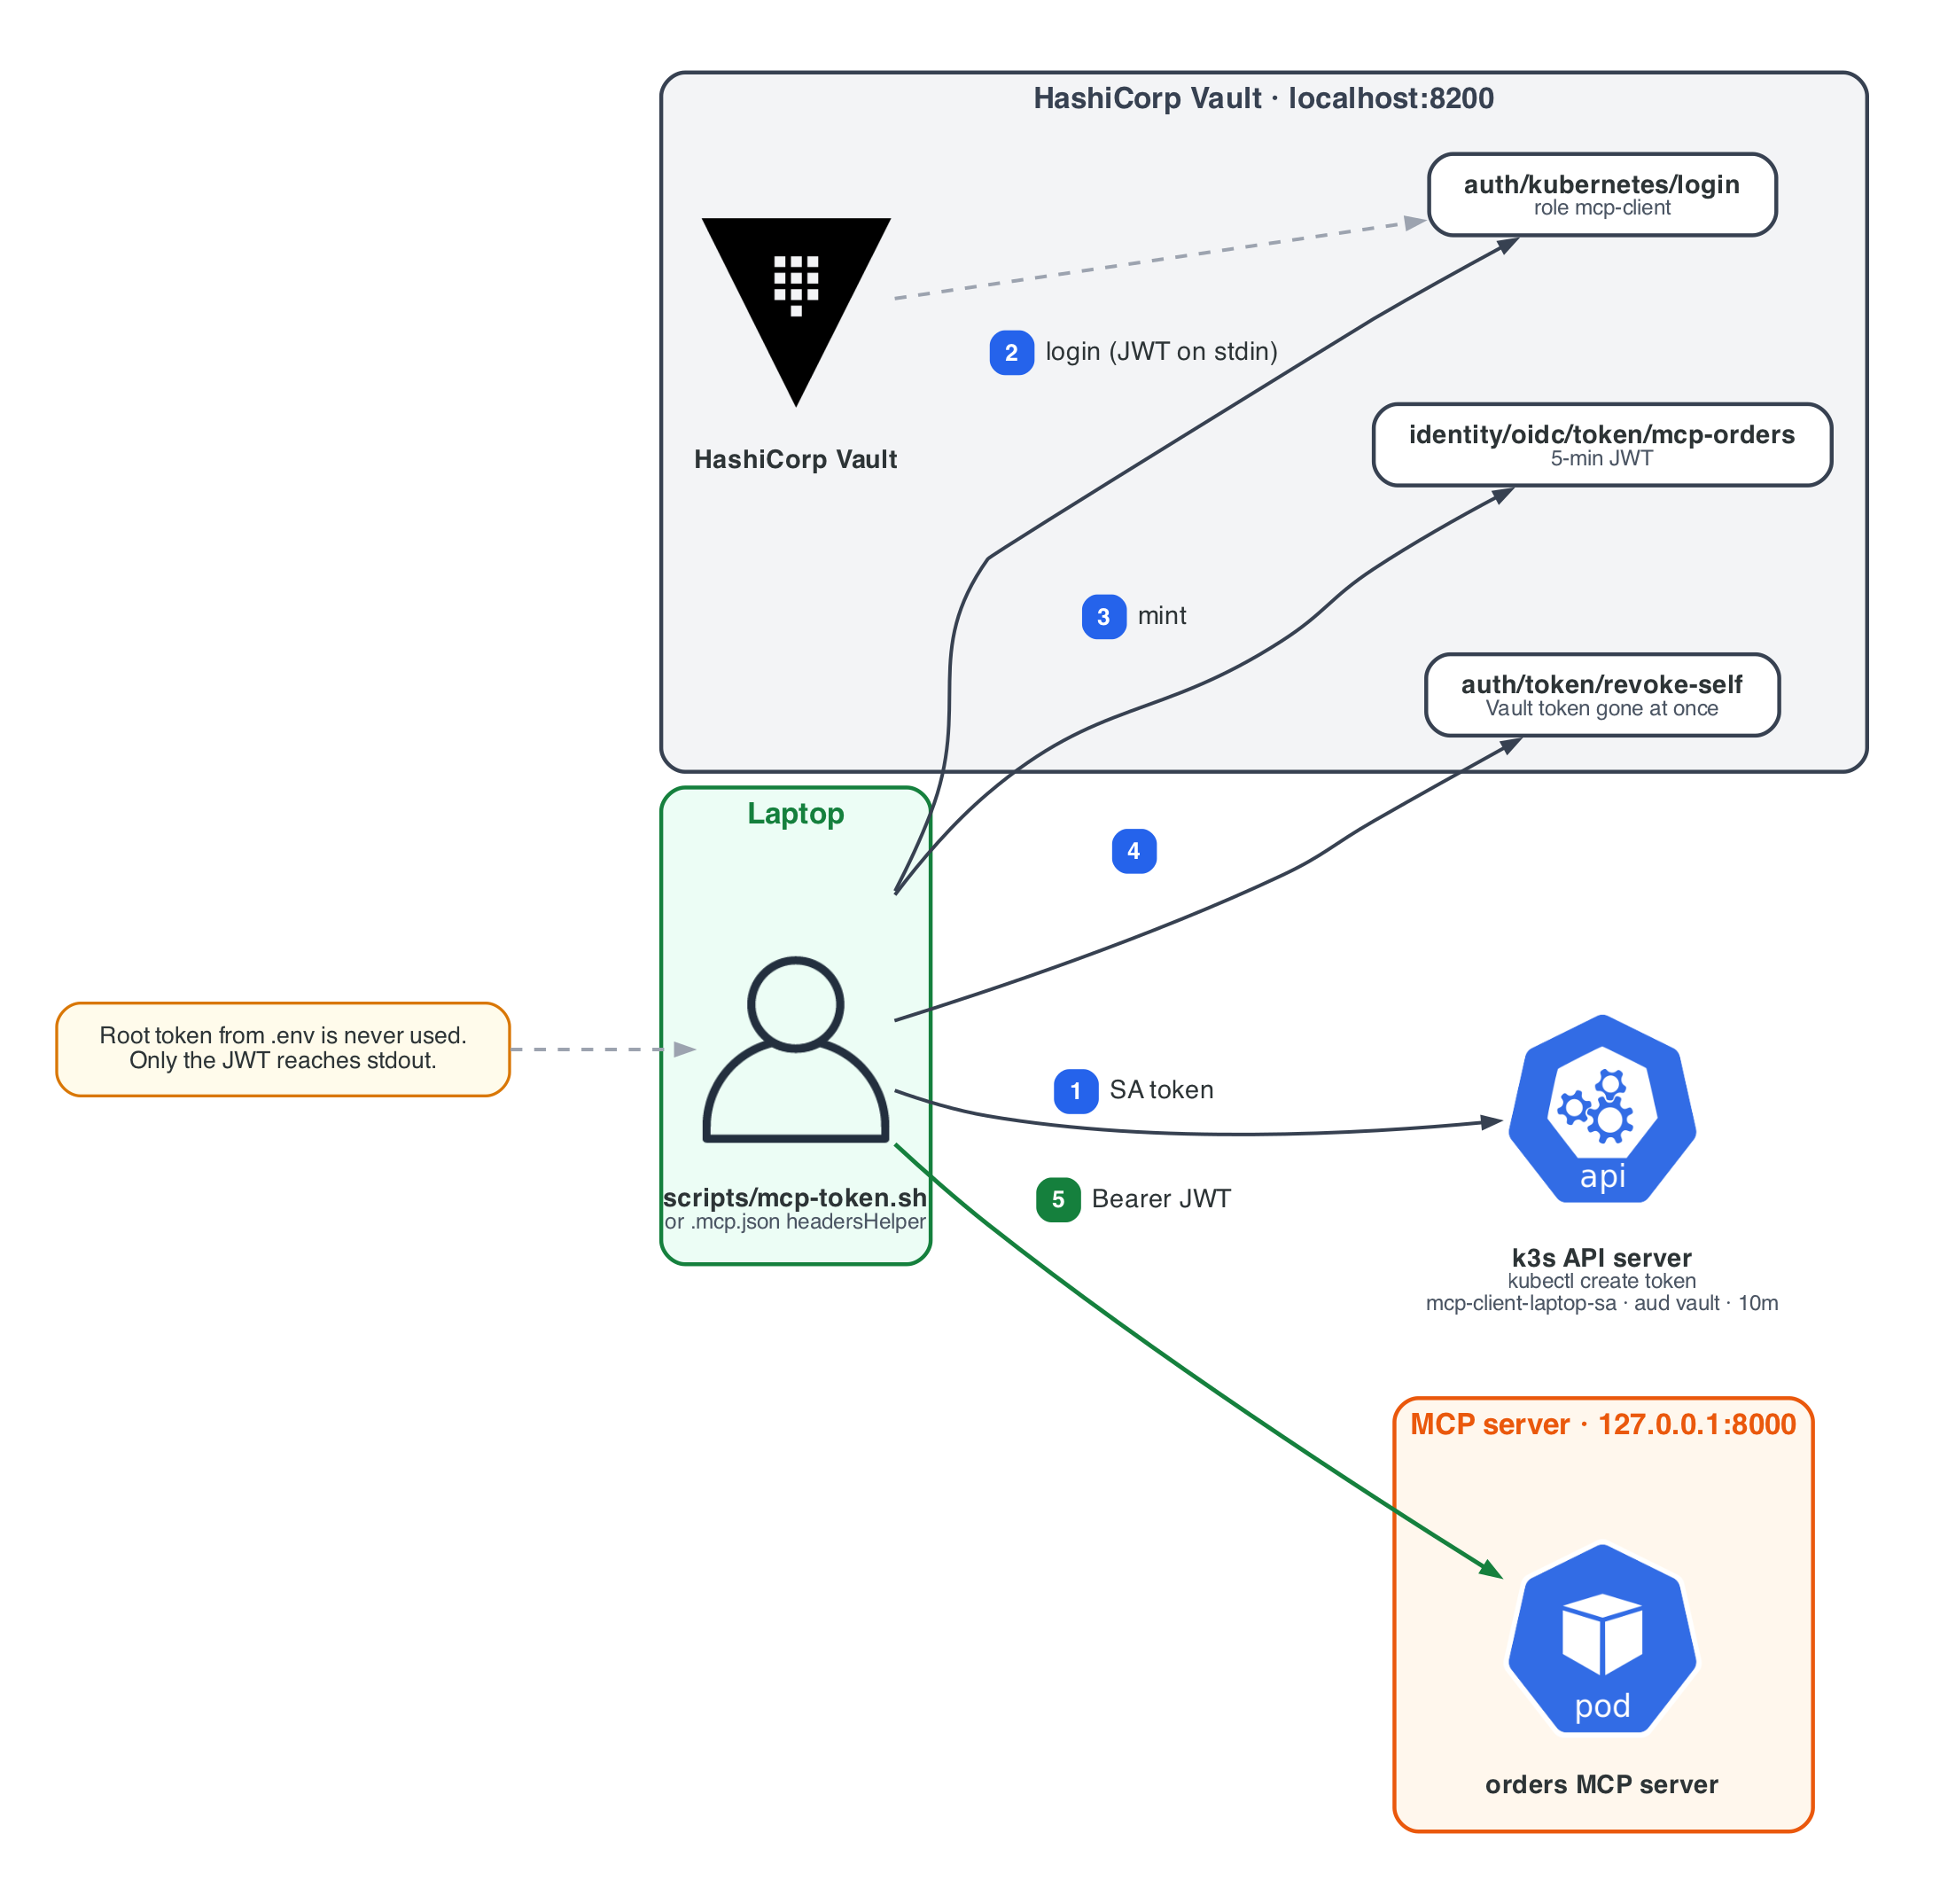 HashiCorp Vault · localhost:8200
auth/kubernetes/login
role mcp-client
2 login (JWT on stdin)
identity/oidc/token/mcp-orders
5-min JWT
HashiCorp Vault
3 mint
auth/token/revoke-self
Vault token gone at once
Laptop
4
Root token from .env is never used.
Only the JWT reaches stdout.
1 SA token
api
scripts/mcp-token.sh
or .mcp.json headersHelper
5 Bearer JWT
k3s API server
kubectl create token
mcp-client-laptop-sa · aud vault · 10m
MCP server · 127.0.0.1:8000
pod
orders MCP server